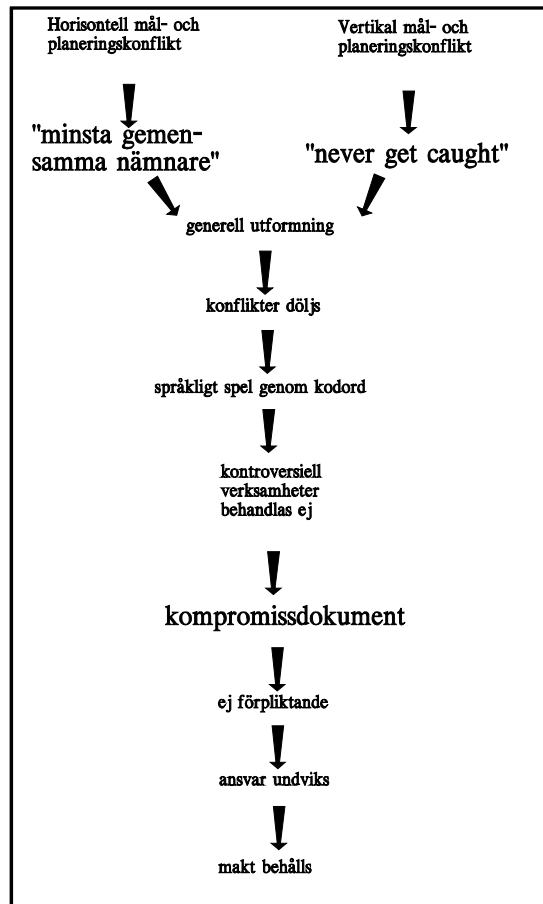 Horisontell mål- och
planeringskonflikt
Vertikal mål- och
planeringskonflikt
"minsta gemen-
samma nämnare"
"never get caught"
generell utformning
konflikter döljs
språkligt spel genom kodord
kontroversiell
verksamheter
behandlas ej
kompromissdokument
ej förpliktande
ansvar undviks
makt behålls